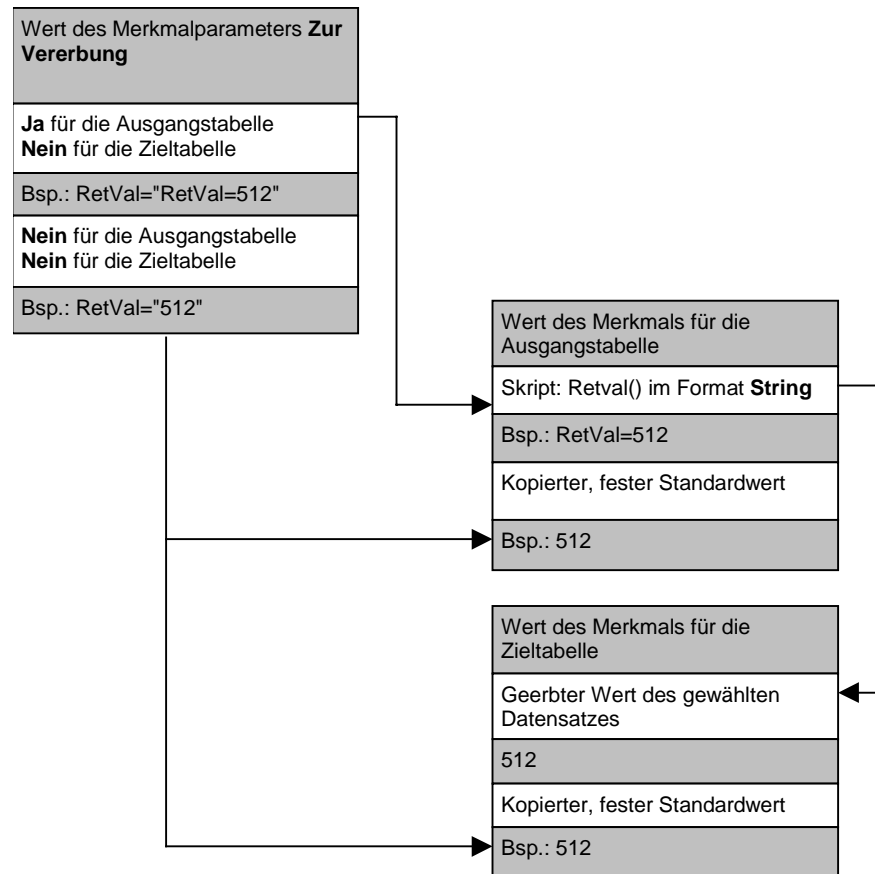 Wert des Merkmalparameters Zur
Vererbung
Ja für die Ausgangstabelle
Nein für die Zieltabelle
Bsp.: RetVal="RetVal=512"
Nein für die Ausgangstabelle
Nein für die Zieltabelle
Bsp.: RetVal="512"
Wert des Merkmals für die
Ausgangstabelle
Skript: Retval() im Format String
Bsp.: RetVal=512
Kopierter, fester Standardwert
Bsp.: 512
Wert des Merkmals für die
Zieltabelle
Geerbter Wert des gewählten
Datensatzes
512
Kopierter, fester Standardwert
Bsp.: 512